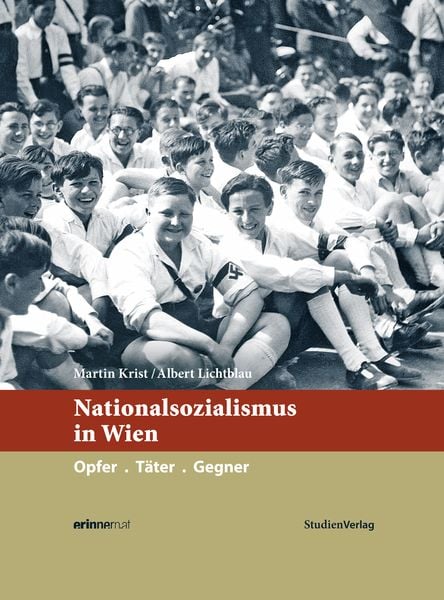 Martin Krist / Albert Lichtblau
Nationalsozialismus
in Wien
Opfer . Täter . Gegner
erinnern.at
StudienVerlag